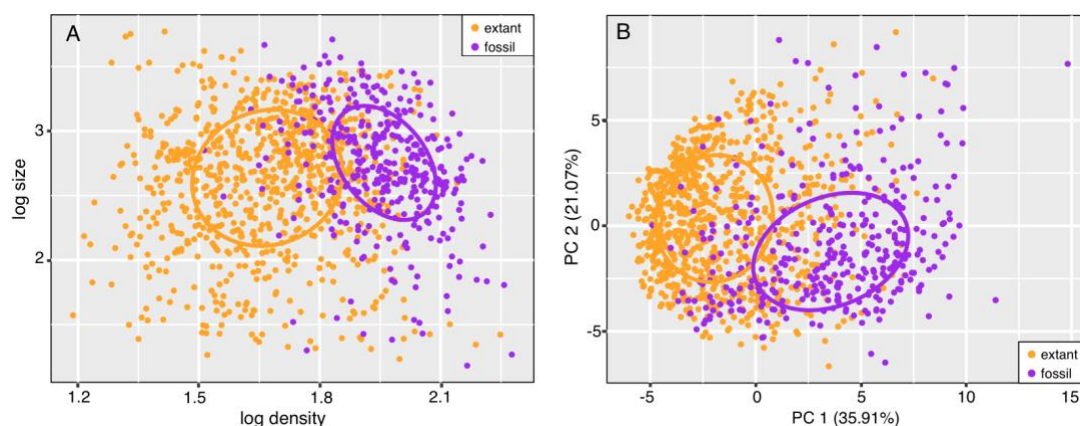 A
extant
fossil
log size
3
2
1.2 1.5 1.8 2.1
log density
B
PC 2 (21.07%)
5
0
-5
extant
fossil
-5 0 5 10 15
PC 1 (35.91%)